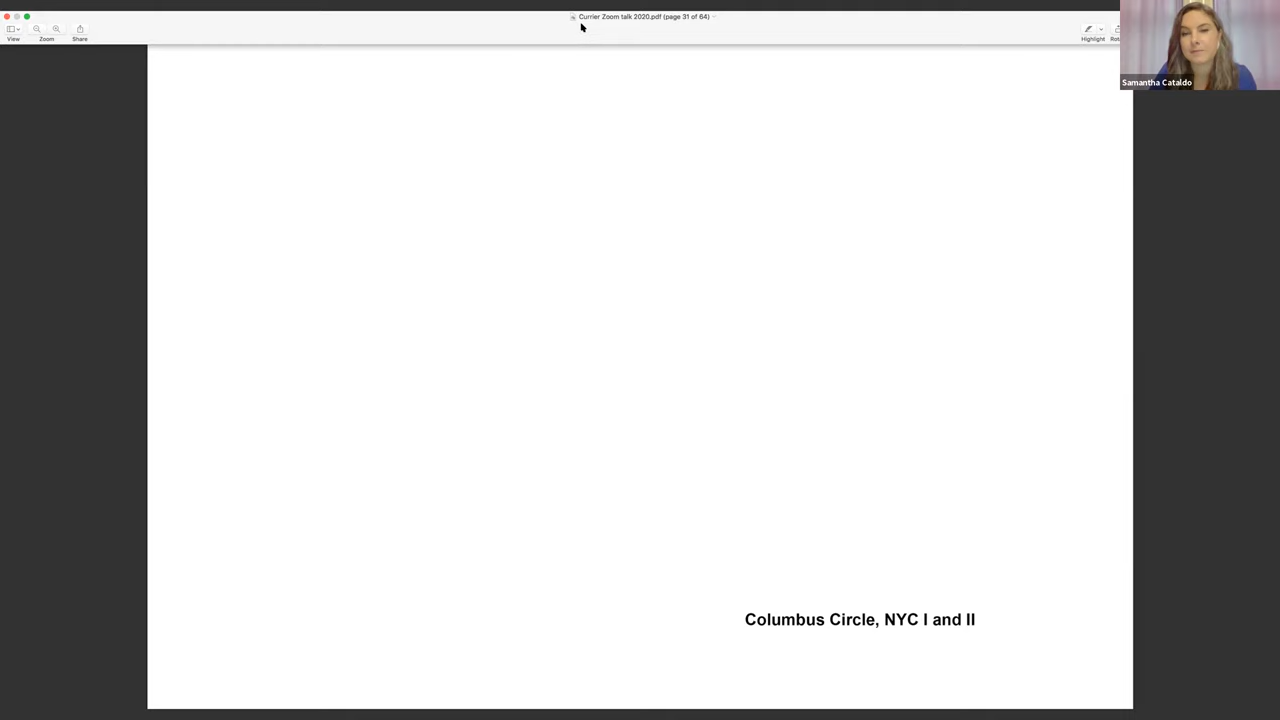 Currier Zoom talk 2020.pdf (page 31 of 64)
View
Zoom
Share
Highlight
Samantha Cataldo
Columbus Circle, NYC I and II